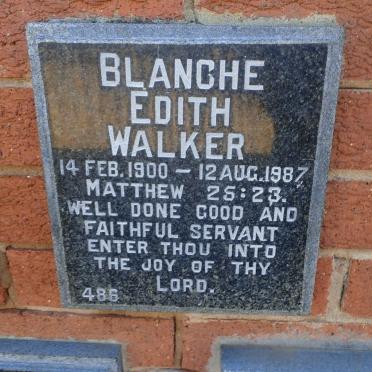 BLANCHE
EDITH
WALKER
14 FEB. 1900 – 12 AUG. 1987
MATTHEW 25:23.
WELL DONE GOOD AND
FAITHFUL SERVANT
ENTER THOU INTO
THE JOY OF THY
LORD.
486